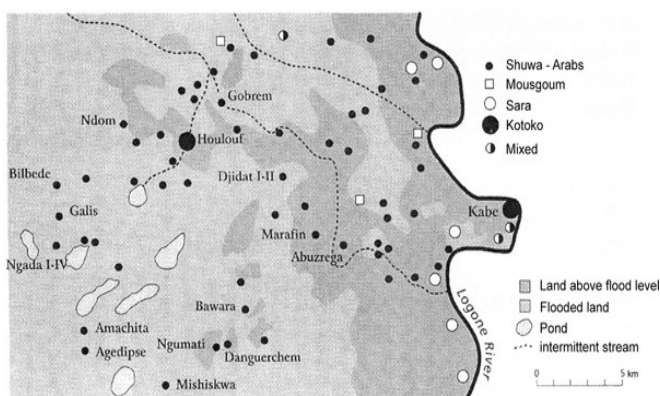 Shuwa - Arabs
Mousgoum
Sara
Kotoko
Mixed
Gobrem
Ndom
Houlouf
Bilbede
Djidat I-II
Galis
Kabe
Marafin
Abuzrega
Ngada I-IV
Bawara
Amachita
Ngumati
Agedipse
Danguerchem
Mishiskwa
Logone River
Land above flood level
Flooded land
Pond
intermittent stream
0 5 km